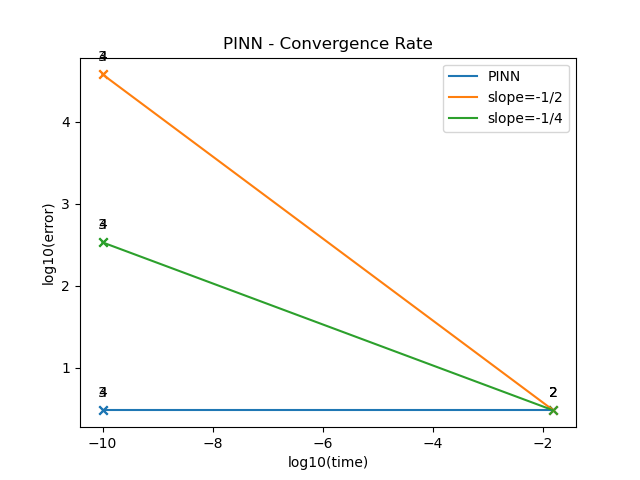 PINN - Convergence Rate
PINN
slope=-1/2
slope=-1/4
log10(error)
4
3
2
1
2
−10
−8
−6
−4
−2
log10(time)